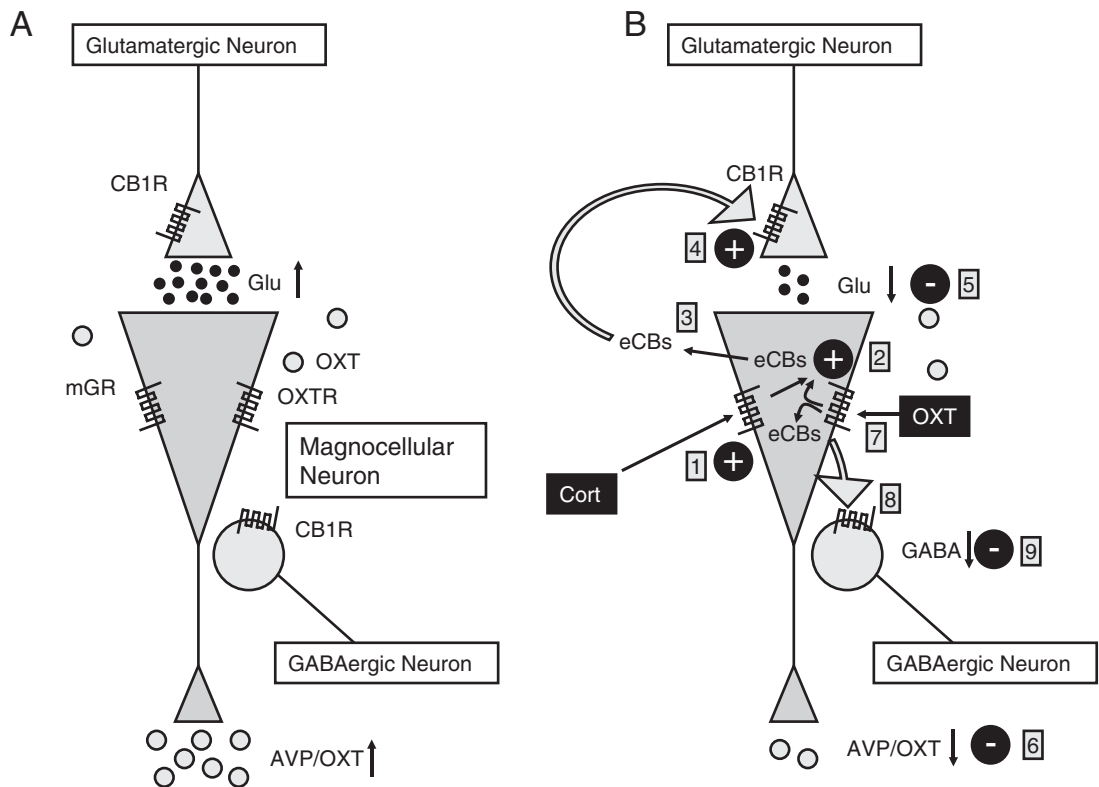 A
Glutamatergic Neuron
CB1R
Glu
OXT
mGR
OXTR
Magnocellular
Neuron
CB1R
GABAergic Neuron
AVP/OXT
B
Glutamatergic Neuron
CB1R
4
+
Glu
-
5
3
eCBs
eCBs
+
2
OXT
eCBs
7
1
+
Cort
8
GABA
-
9
GABAergic Neuron
AVP/OXT
-
6